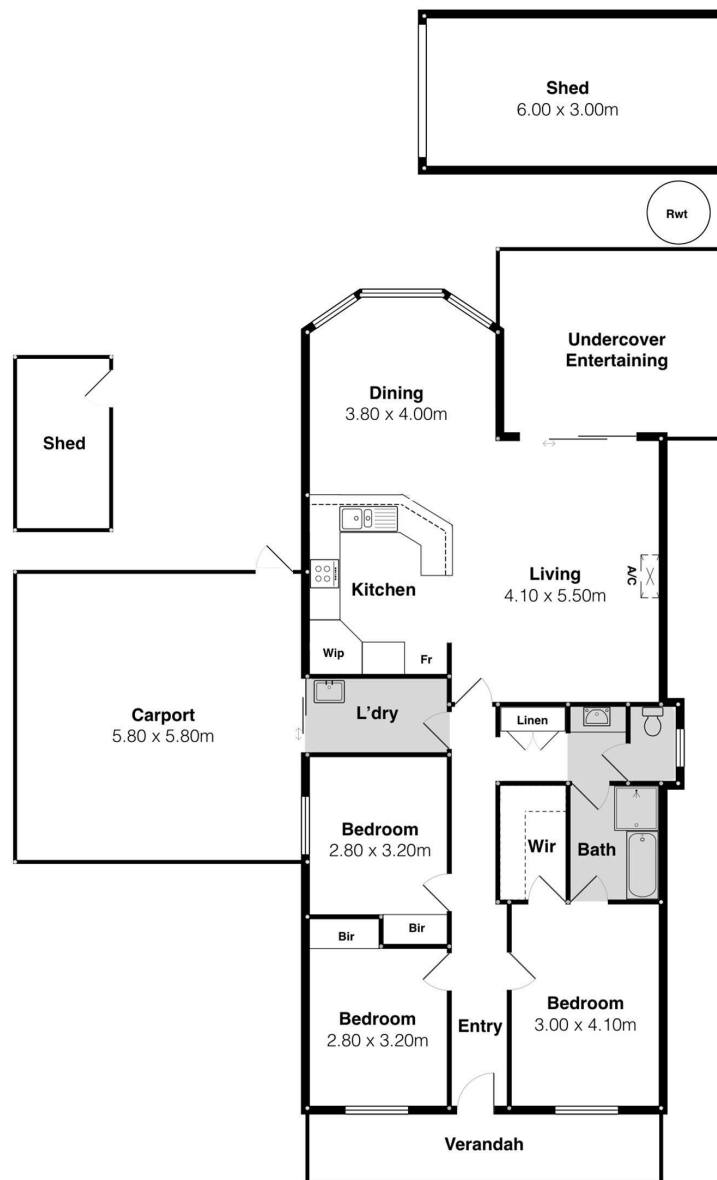 Shed
6.00 x 3.00m
Rwt
Undercover
Entertaining
Dining
3.80 x 4.00m
Shed
Living
4.10 x 5.50m
A/C
Kitchen
Wip
Fr
Carport
5.80 x 5.80m
L'dry
Linen
Bedroom
2.80 x 3.20m
Wir
Bath
Bir
Bir
Bedroom
2.80 x 3.20m
Entry
Bedroom
3.00 x 4.10m
Verandah